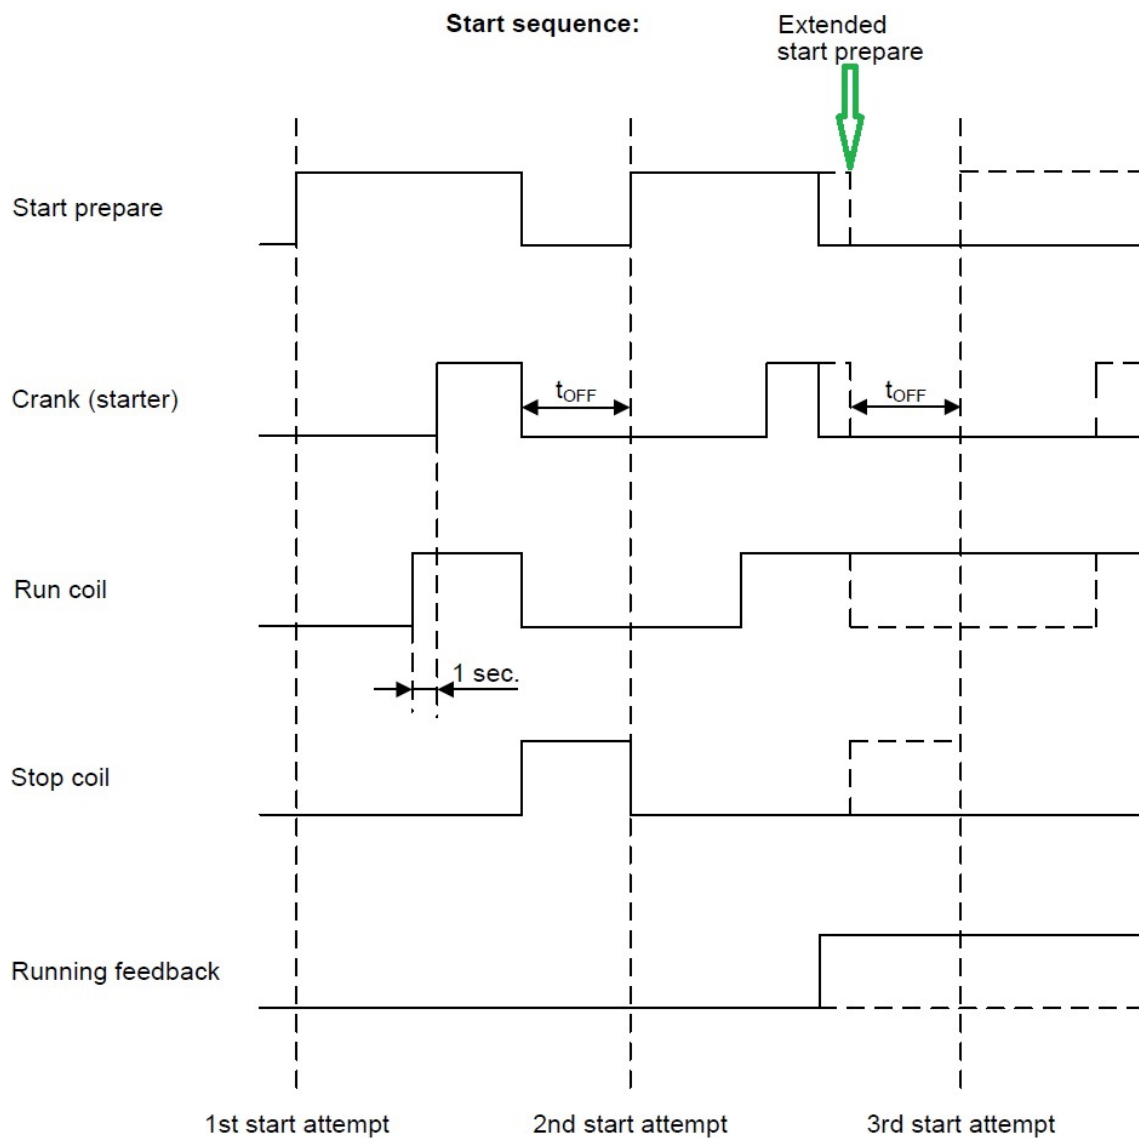 Start sequence:
Extended
start prepare
Start prepare
Crank (starter)
tOFF
tOFF
Run coil
1 sec.
Stop coil
Running feedback
1st start attempt
2nd start attempt
3rd start attempt